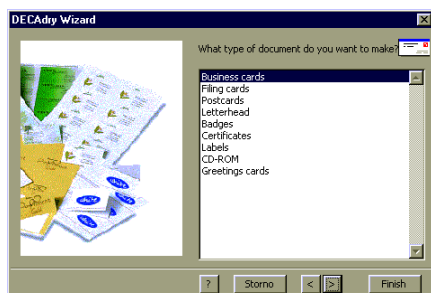 DECAdry Wizard
What type of document do you want to make?
Business cards
Filing cards
Postcards
Letterhead
Badges
Certificates
Labels
CD-ROM
Greetings cards
? Storno < > Finish